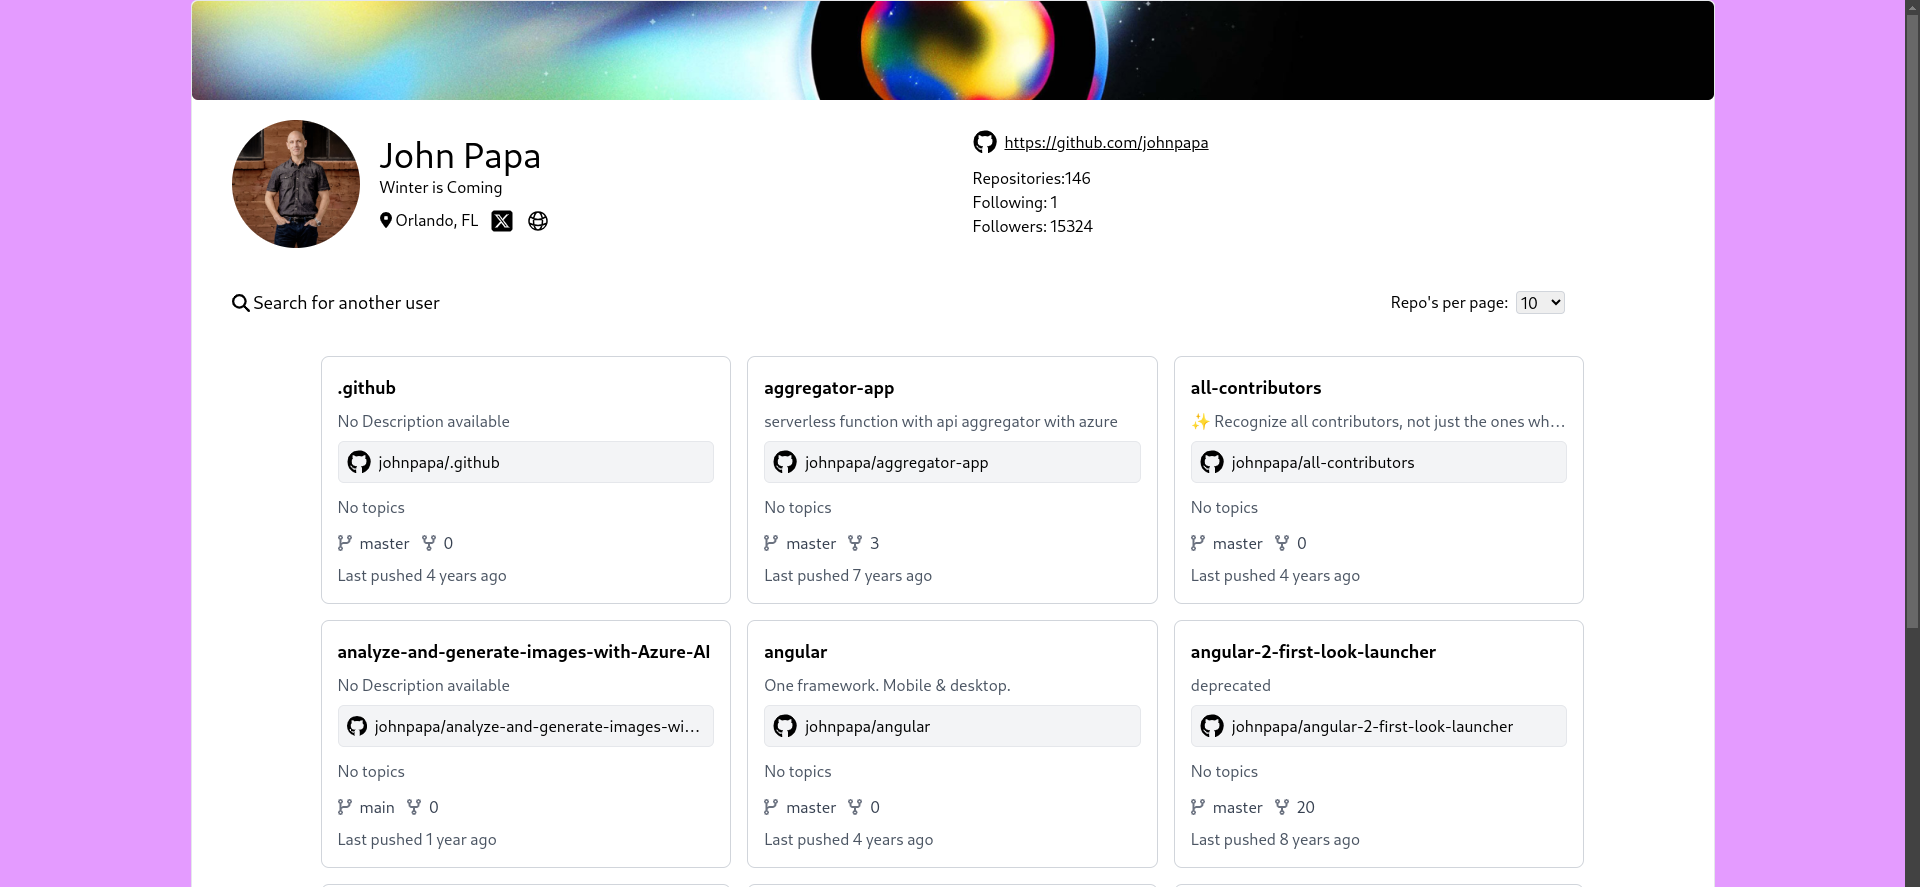 John Papa
Winter is Coming
Orlando, FL
https://github.com/johnpapa
Repositories:146
Following: 1
Followers: 15324
Search for another user
Repo's per page: 10
.github
No Description available
johnpapa/.github
No topics
master 0
Last pushed 4 years ago
aggregator-app
serverless function with api aggregator with azure
johnpapa/aggregator-app
No topics
master 3
Last pushed 7 years ago
all-contributors
✨ Recognize all contributors, not just the ones wh...
johnpapa/all-contributors
No topics
master 0
Last pushed 4 years ago
analyze-and-generate-images-with-Azure-AI
No Description available
johnpapa/analyze-and-generate-images-wi...
No topics
main 0
Last pushed 1 year ago
angular
One framework. Mobile & desktop.
johnpapa/angular
No topics
master 0
Last pushed 4 years ago
angular-2-first-look-launcher
deprecated
johnpapa/angular-2-first-look-launcher
No topics
master 20
Last pushed 8 years ago